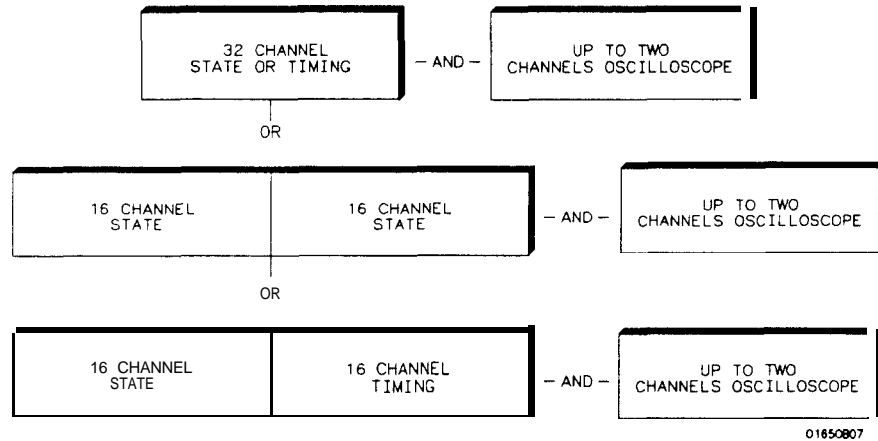 32 CHANNEL
STATE OR TIMING
- AND -
UP TO TWO
CHANNELS OSCILLOSCOPE
OR
16 CHANNEL
STATE
16 CHANNEL
STATE
- AND -
UP TO TWO
CHANNELS OSCILLOSCOPE
OR
16 CHANNEL
STATE
16 CHANNEL
TIMING
- AND -
UP TO TWO
CHANNELS OSCILLOSCOPE
01650B07